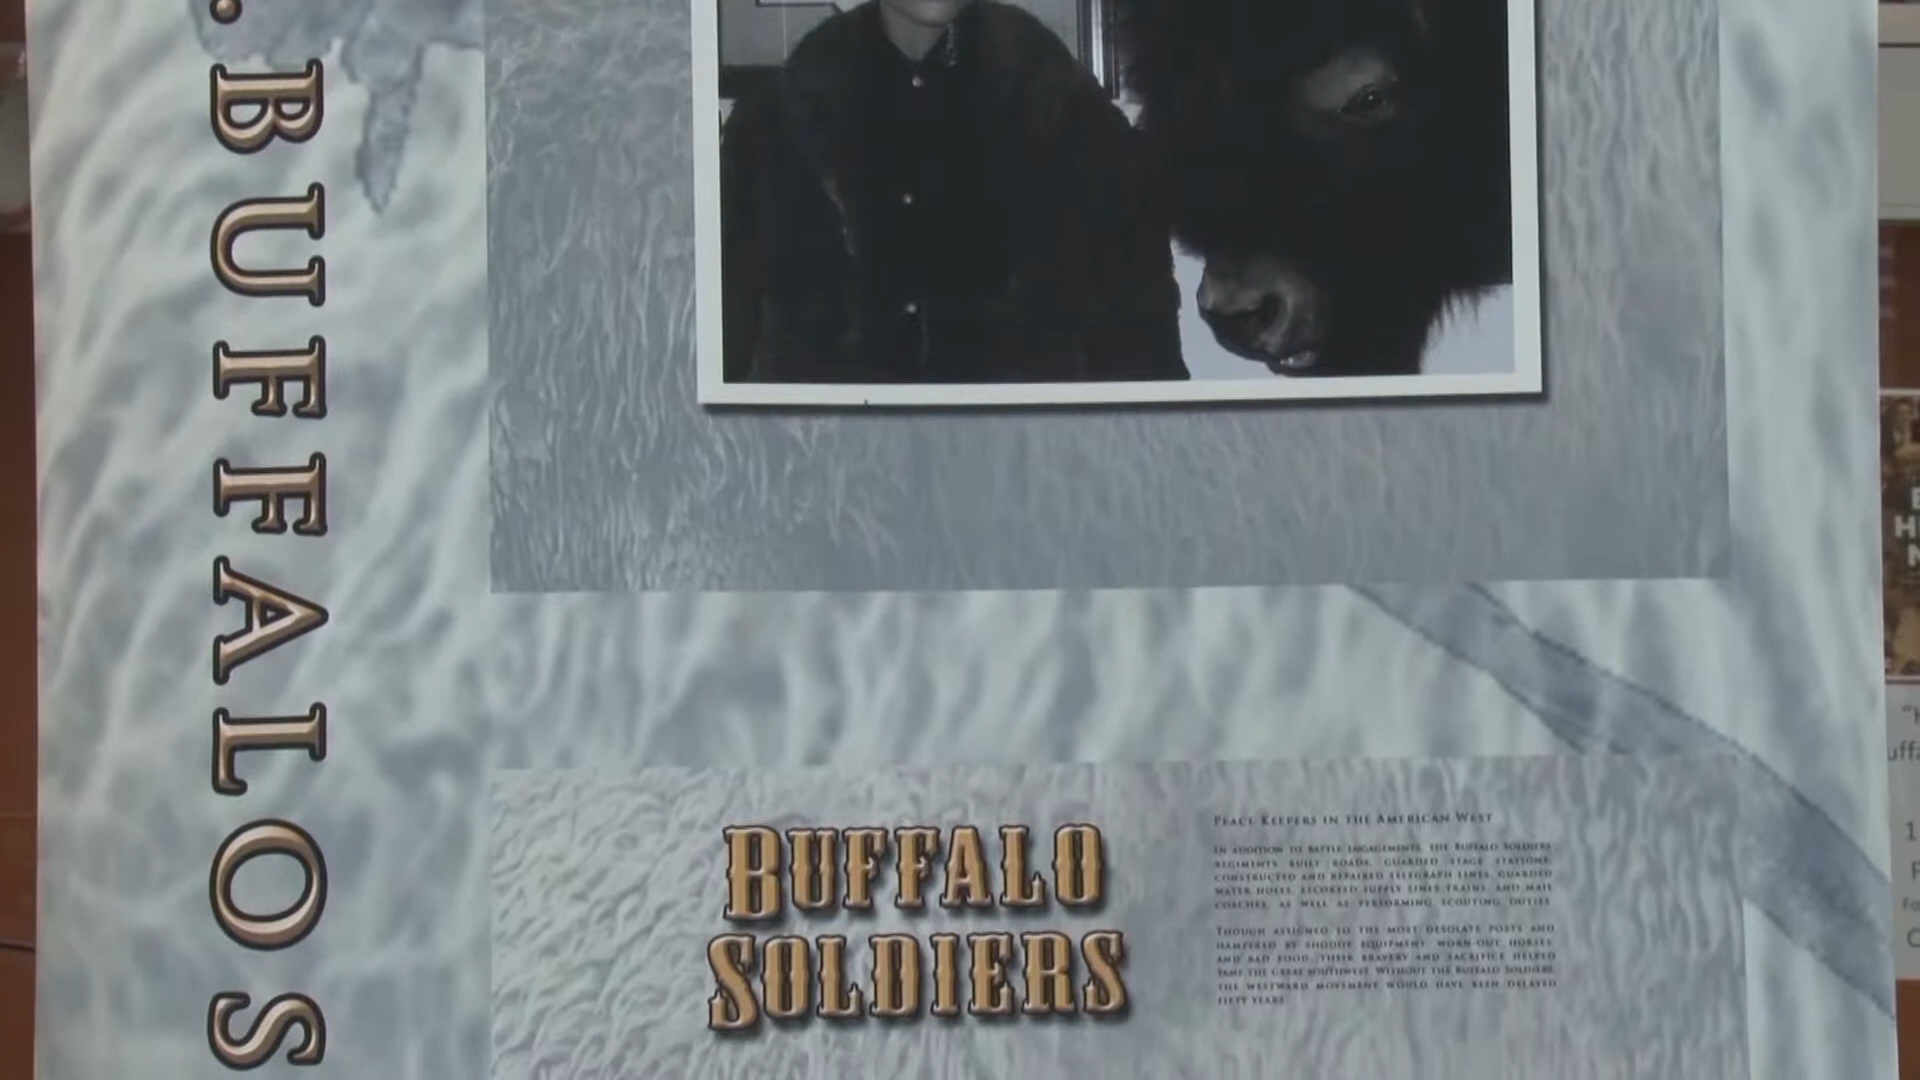 . BUFFALOS
BUFFALO
SOLDIERS
PEACE KEEPERS IN THE AMERICAN WEST
IN ADDITION TO BATTLE ENGAGEMENTS, THE BUFFALO SOLDIERS
REGIMENTS BUILT ROADS, GUARDED STAGE STATIONS,
CONSTRUCTED AND REPAIRED TELEGRAPH LINES, GUARDED
WATER HOLES, ESCORTED SUPPLY LINES TRAINS, AND MAIL
COACHES, AS WELL AS PERFORMING SCOUTING DUTIES.
THOUGH ASSIGNED TO THE MOST DESOLATE POSTS AND
HAMPERED BY SHODDY EQUIPMENT, WORN-OUT HORSES,
AND BAD FOOD, THEIR BRAVERY AND SACRIFICE HELPED
TAME THE GREAT SOUTHWEST. WITHOUT THE BUFFALO SOLDIERS,
THE WESTWARD MOVEMENT WOULD HAVE BEEN DELAYED
FIFTY YEARS.